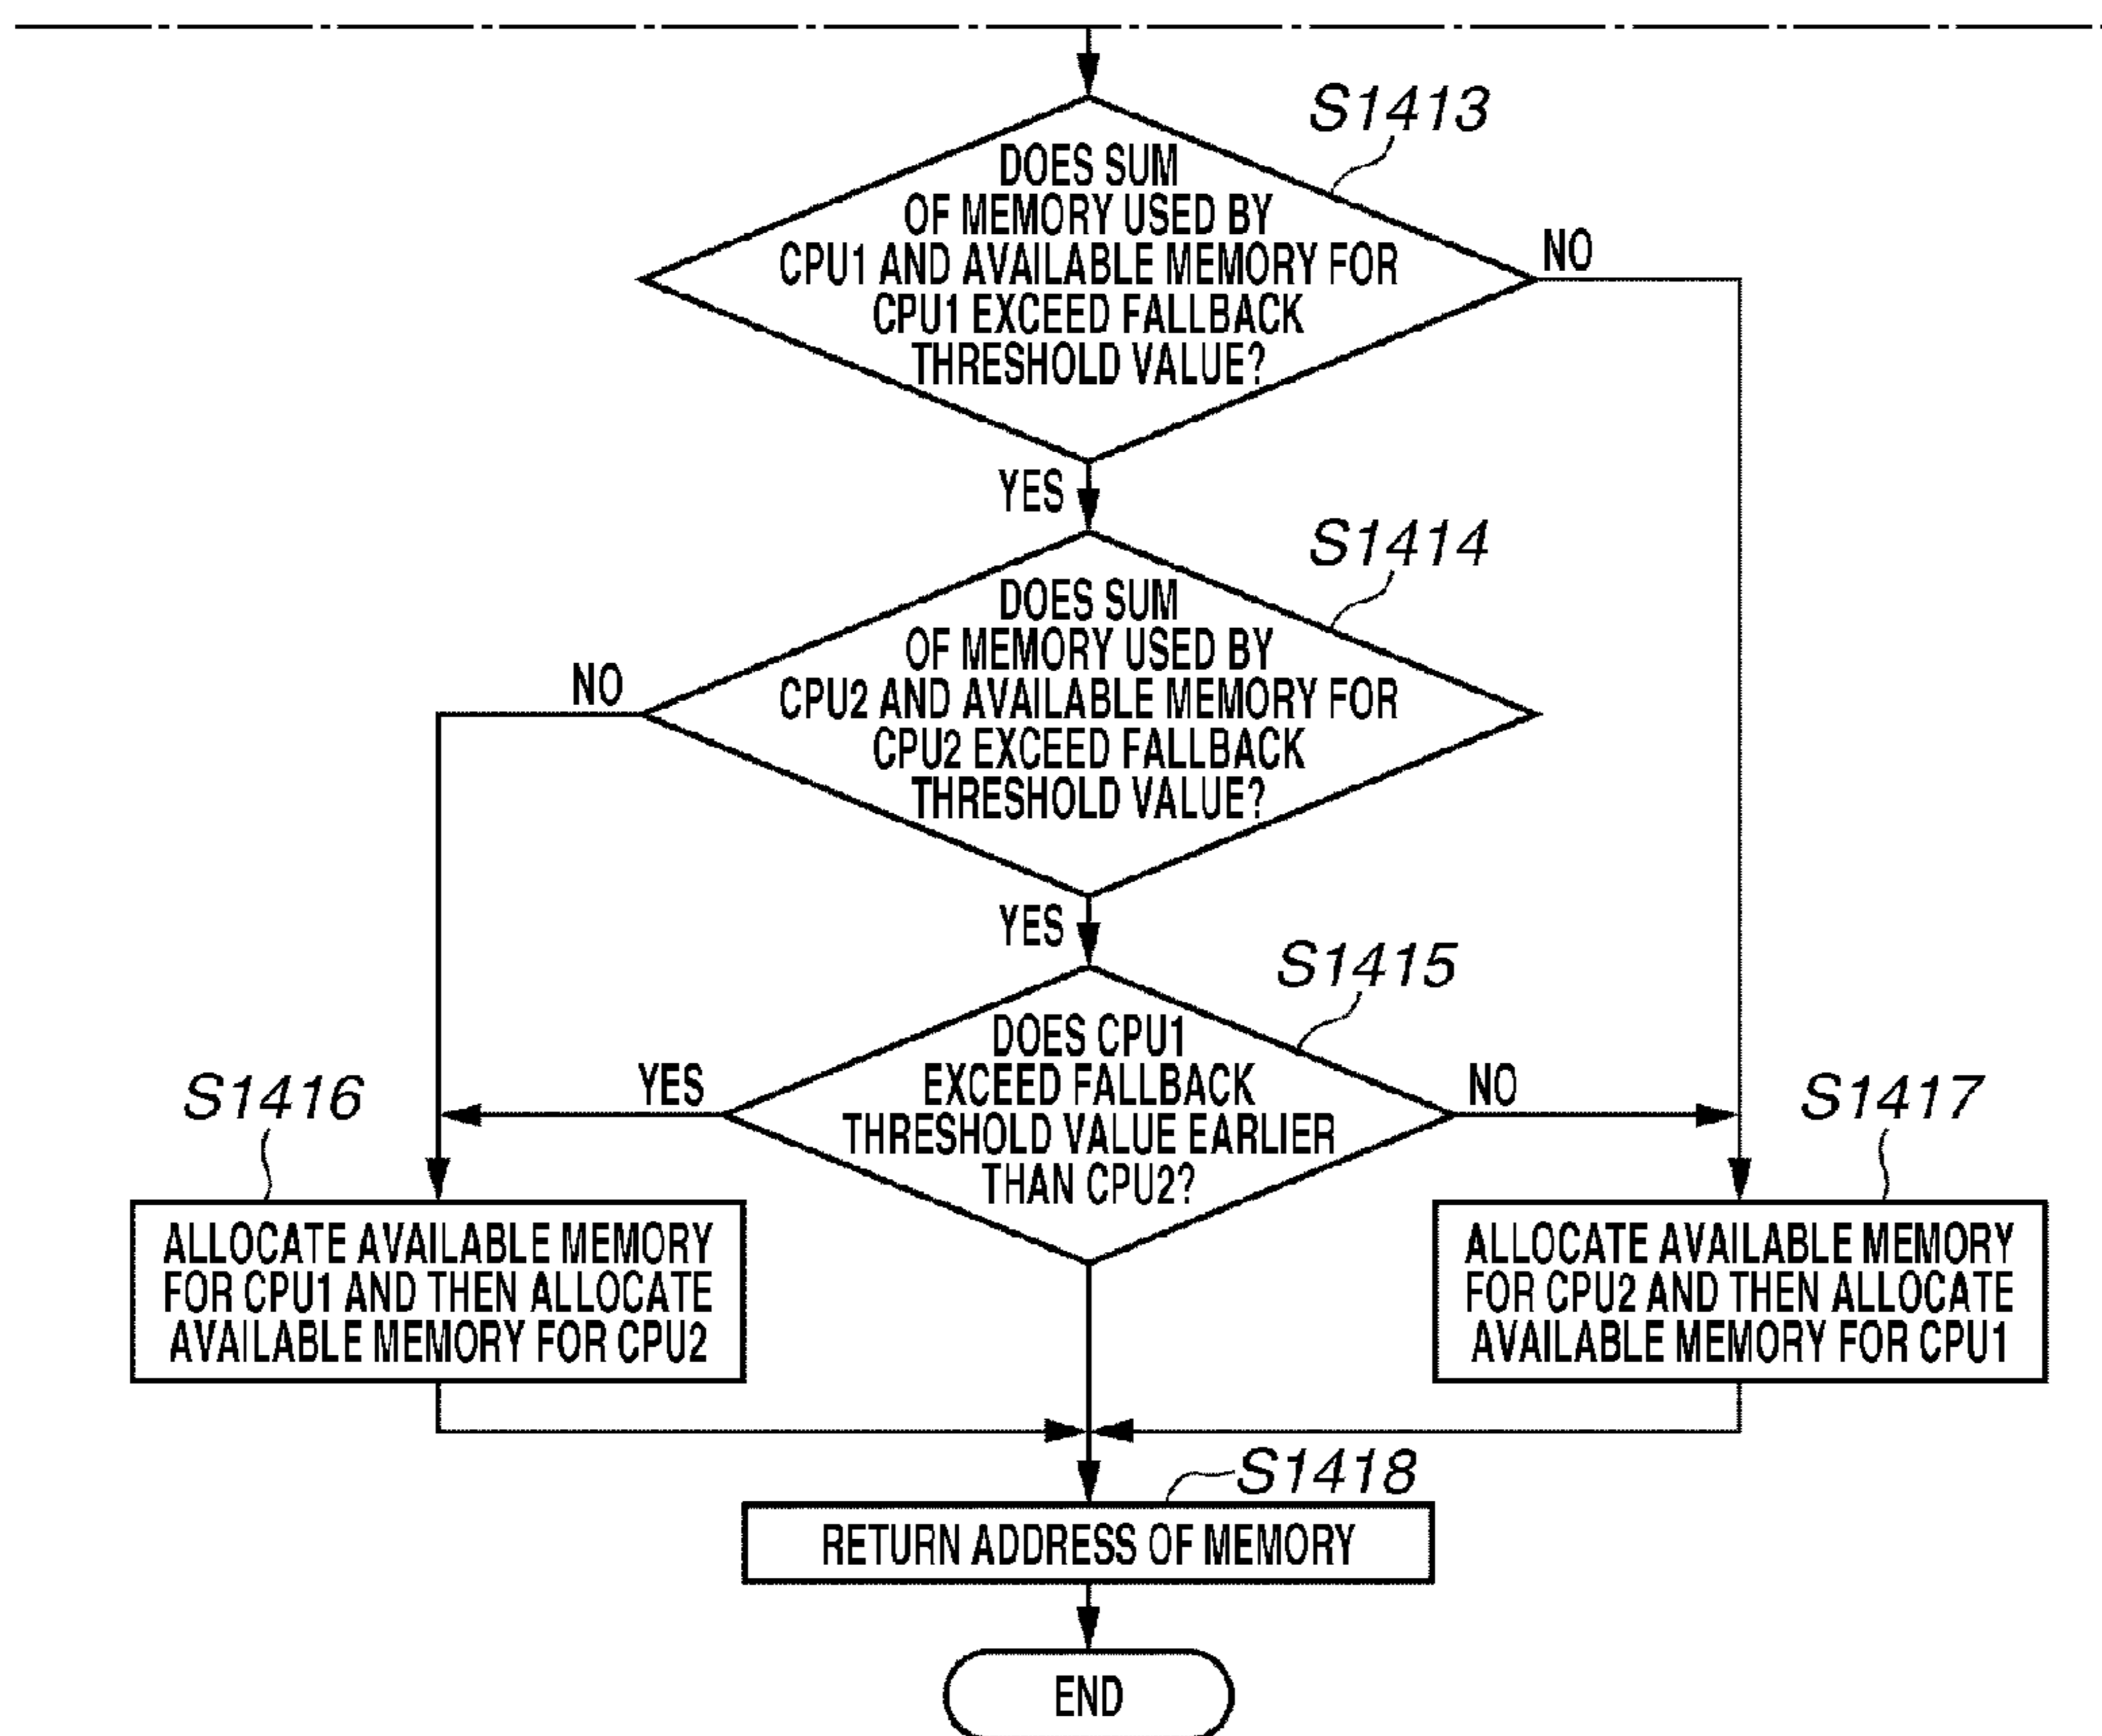 S1413
DOES SUM
OF MEMORY USED BY
CPU1 AND AVAILABLE MEMORY FOR
CPU1 EXCEED FALLBACK
THRESHOLD VALUE?
NO
YES
S1414
DOES SUM
OF MEMORY USED BY
CPU2 AND AVAILABLE MEMORY FOR
CPU2 EXCEED FALLBACK
THRESHOLD VALUE?
NO
YES
S1415
DOES CPU1
EXCEED FALLBACK
THRESHOLD VALUE EARLIER
THAN CPU2?
YES
NO
S1416
ALLOCATE AVAILABLE MEMORY
FOR CPU1 AND THEN ALLOCATE
AVAILABLE MEMORY FOR CPU2
S1417
ALLOCATE AVAILABLE MEMORY
FOR CPU2 AND THEN ALLOCATE
AVAILABLE MEMORY FOR CPU1
S1418
RETURN ADDRESS OF MEMORY
END